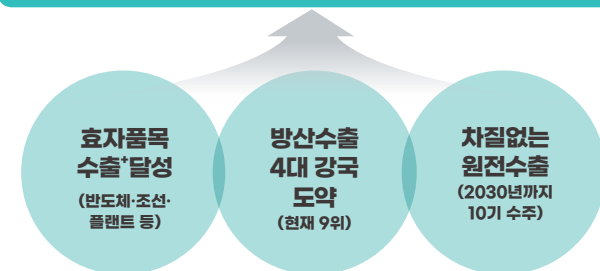 효자품목
수출⁺달성
(반도체·조선·
플랜트 등)
방산수출
4대 강국
도약
(현재 9위)
차질없는
원전수출
(2030년까지
10기 수주)